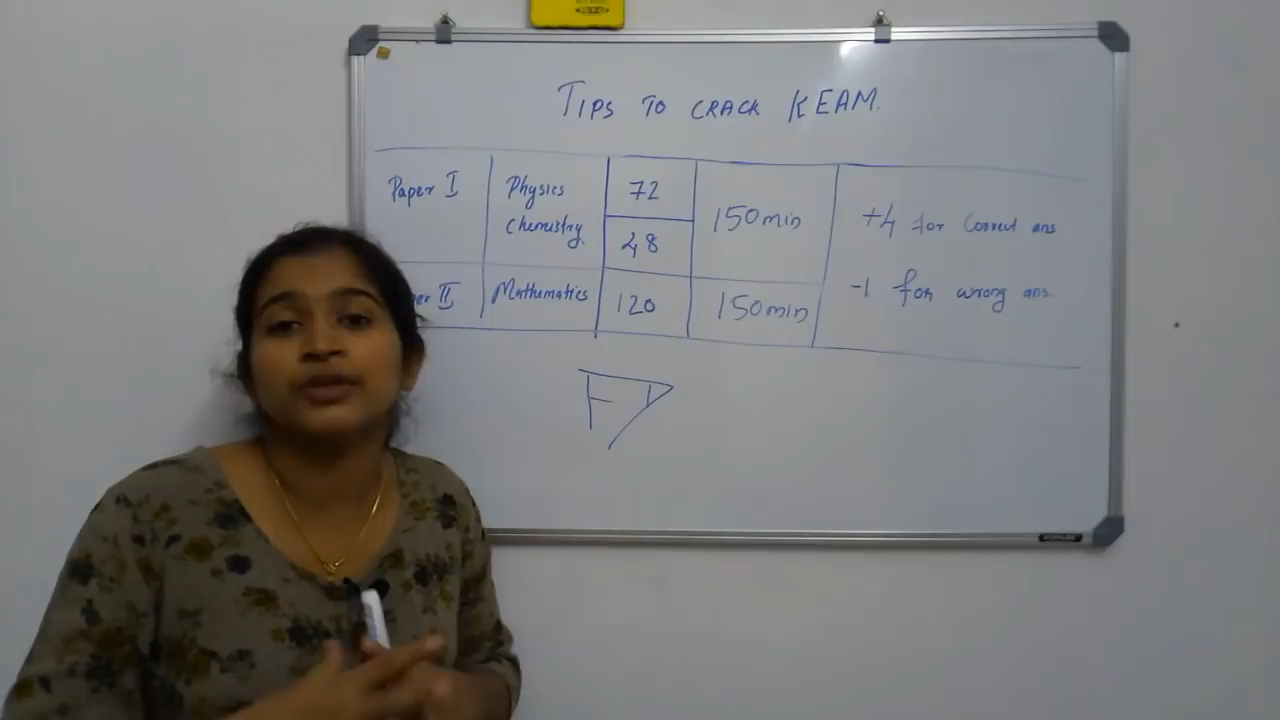 TIPS TO CRACK KEAM.
Paper I Physics 72 150min +4 for correct ans
Chemistry. 48
er II Mathematics 120 150min -1 for wrong ans.